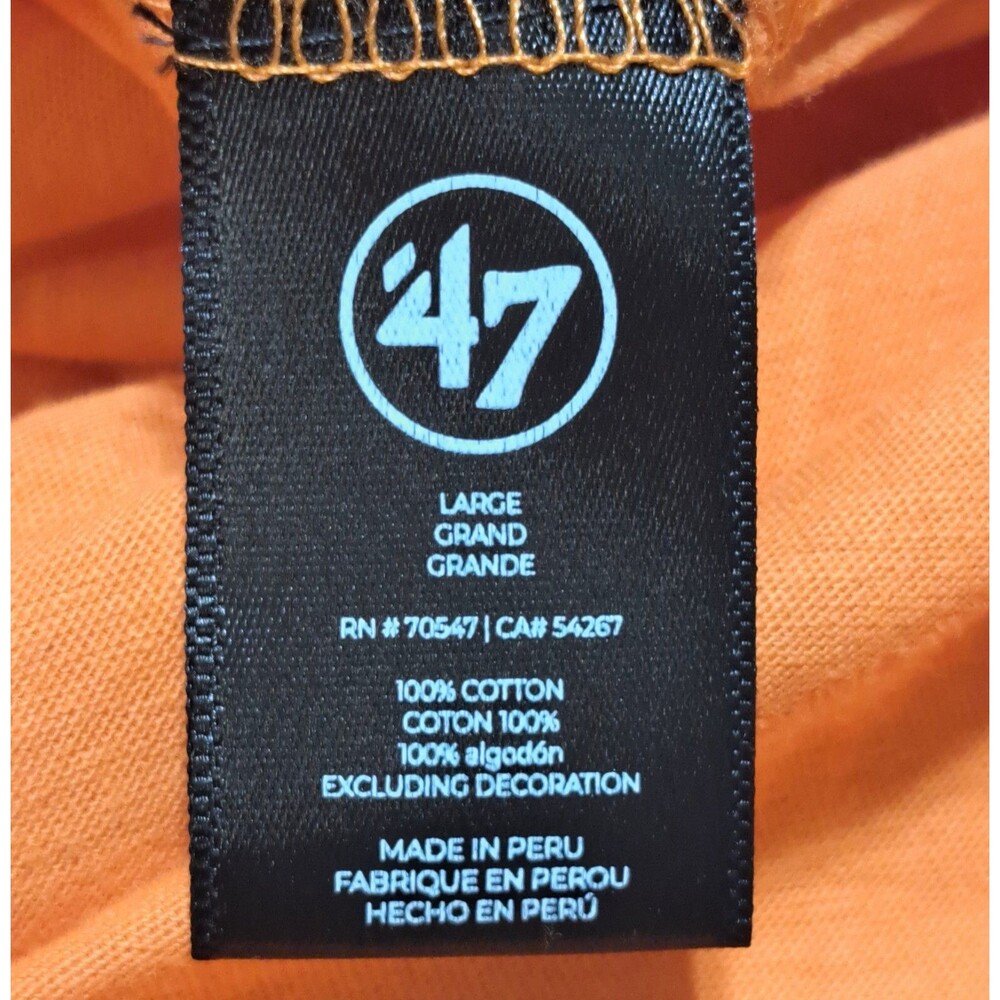 '47
LARGE
GRAND
GRANDE
RN # 70547 | CA# 54267
100% COTTON
COTON 100%
100% algodón
EXCLUDING DECORATION
MADE IN PERU
FABRIQUE EN PEROU
HECHO EN PERÚ